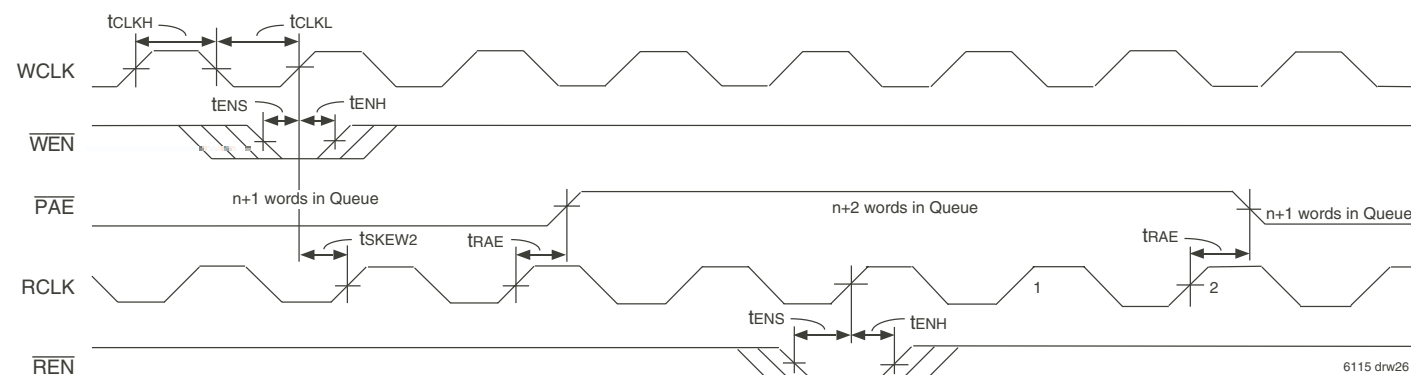 tCLKH tCLKL
WCLK
tENS tENH
WEN
n+1 words in Queue
PAE
n+2 words in Queue
n+1 words in Queue
tSKEW2 tRAE tRAE
RCLK
1 2
tENS tENH
REN
6115 drw26